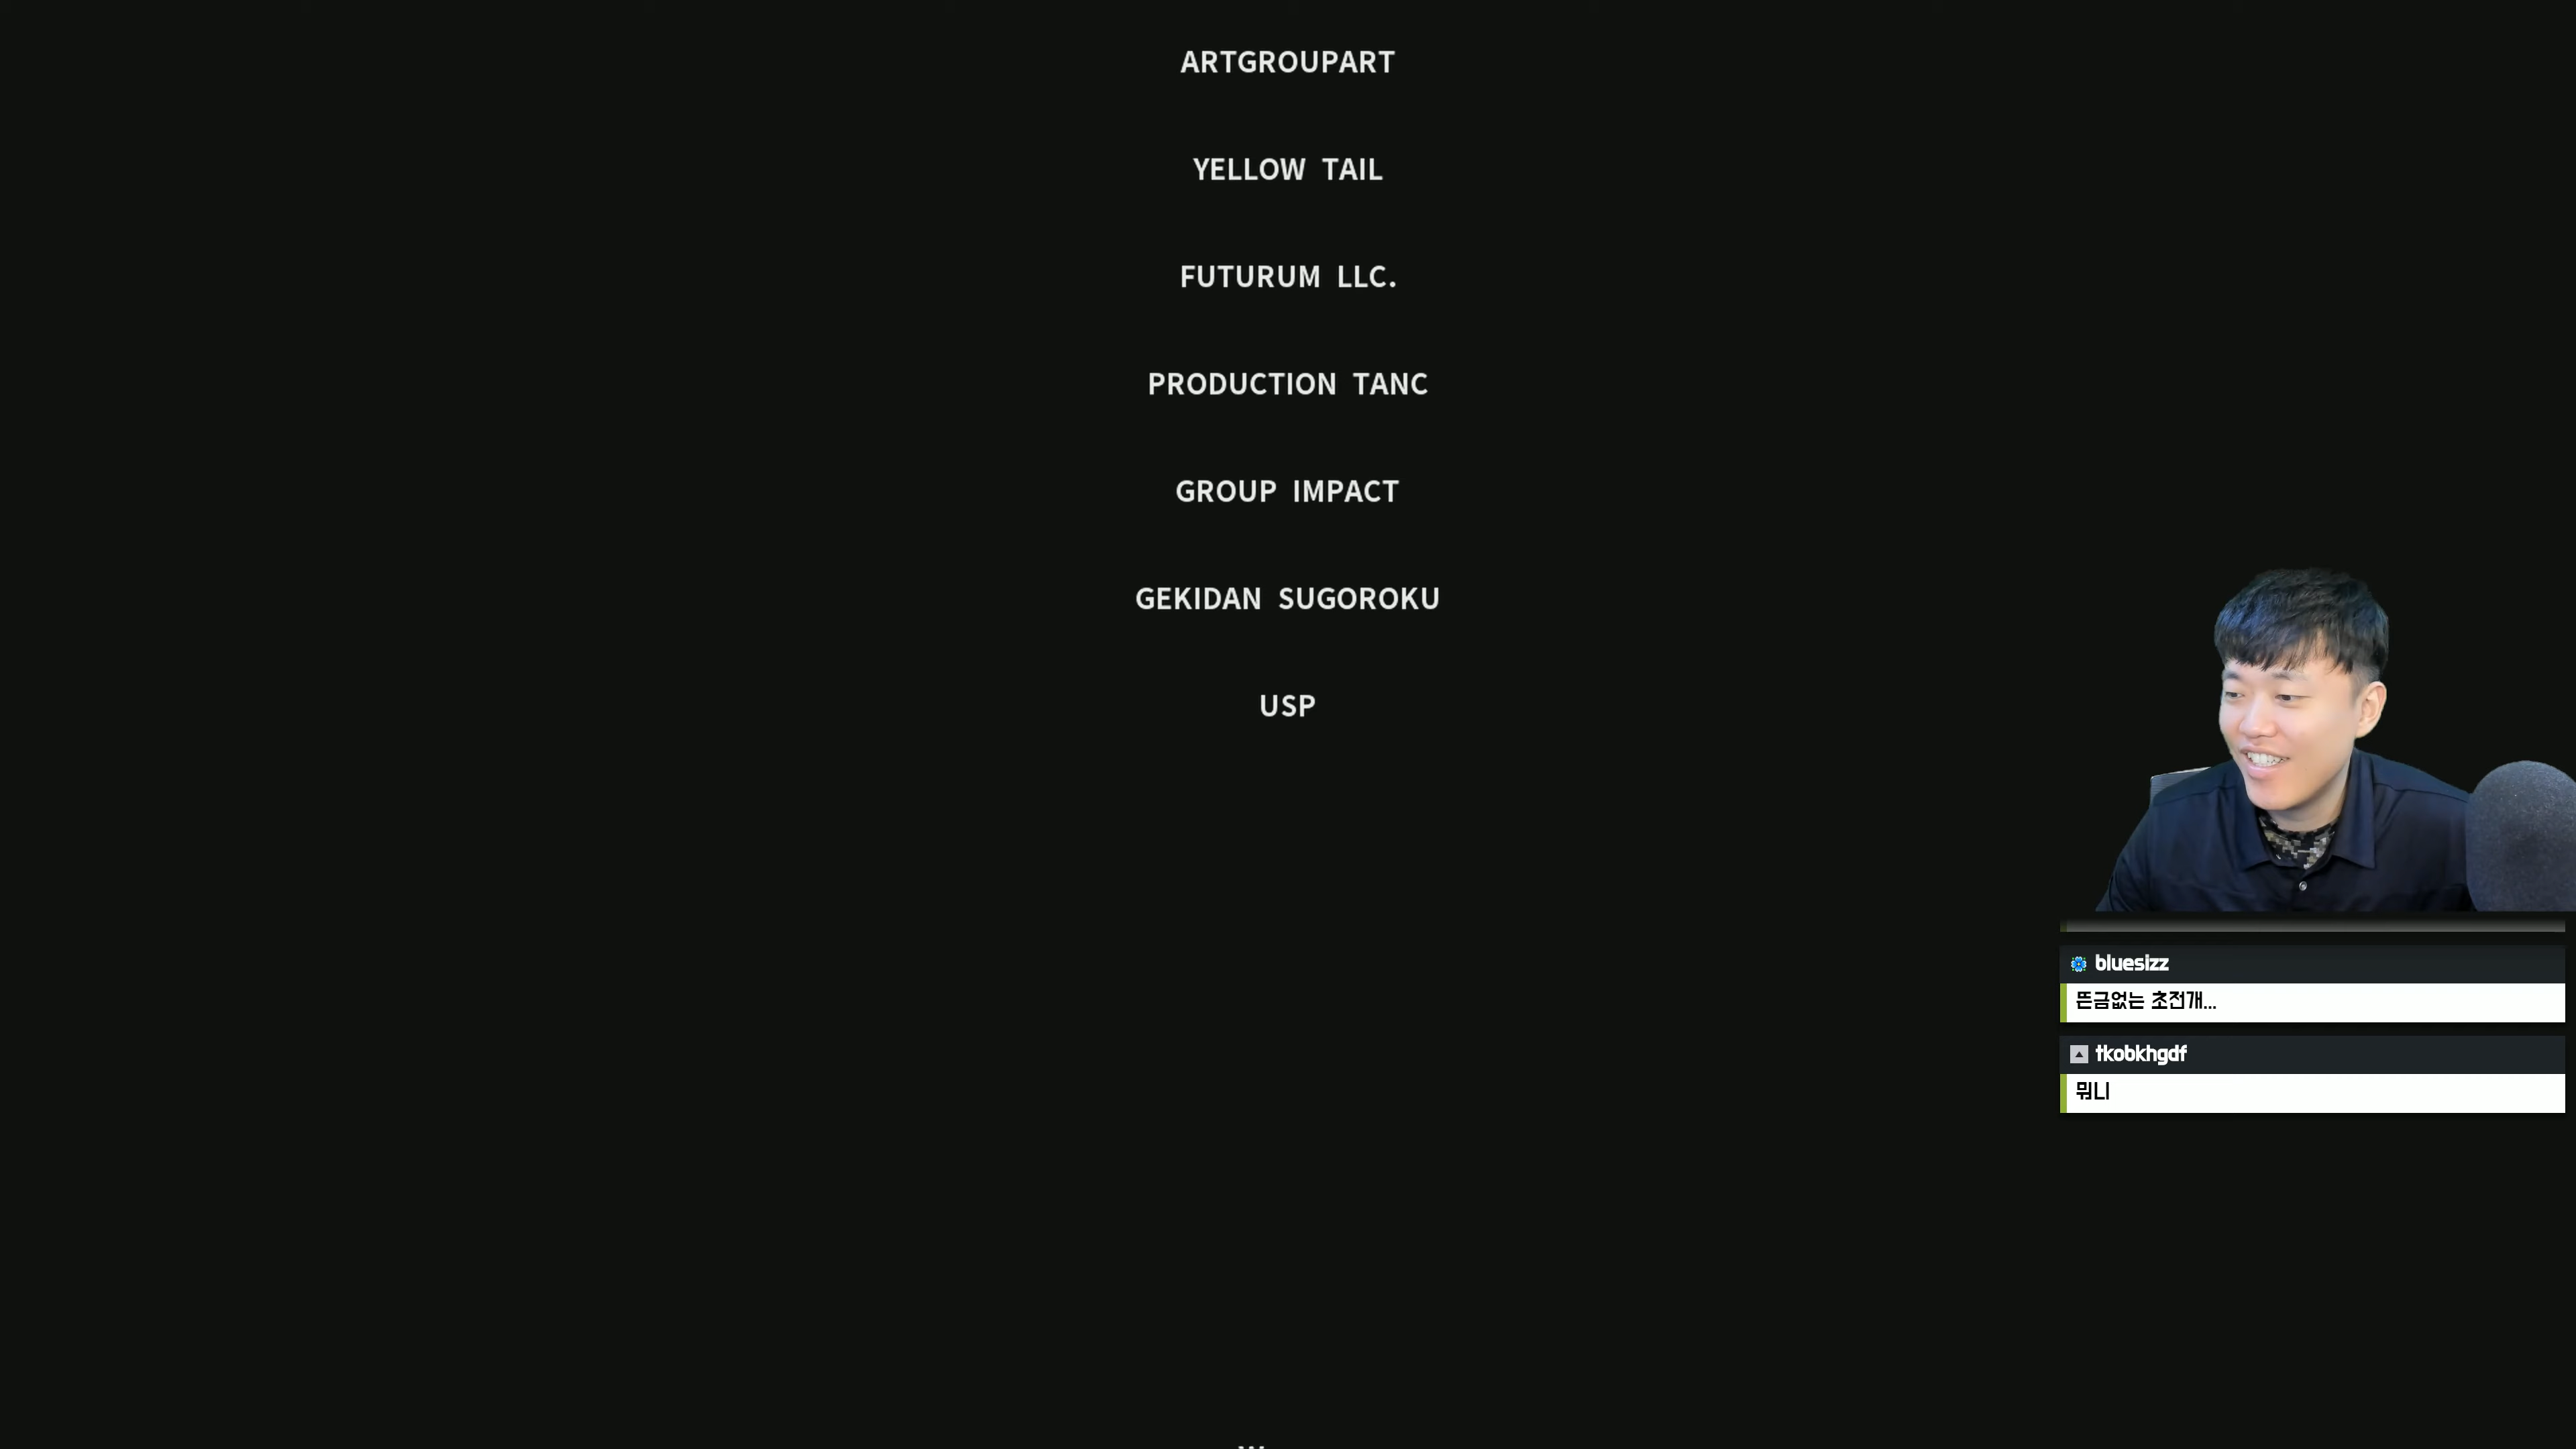 ARTGROUPART
YELLOW TAIL
FUTURUM LLC.
PRODUCTION TANC
GROUP IMPACT
GEKIDAN SUGOROKU
USP
bluesizz
뜬금없는 초전개...
tkobkhgdf
뭐니